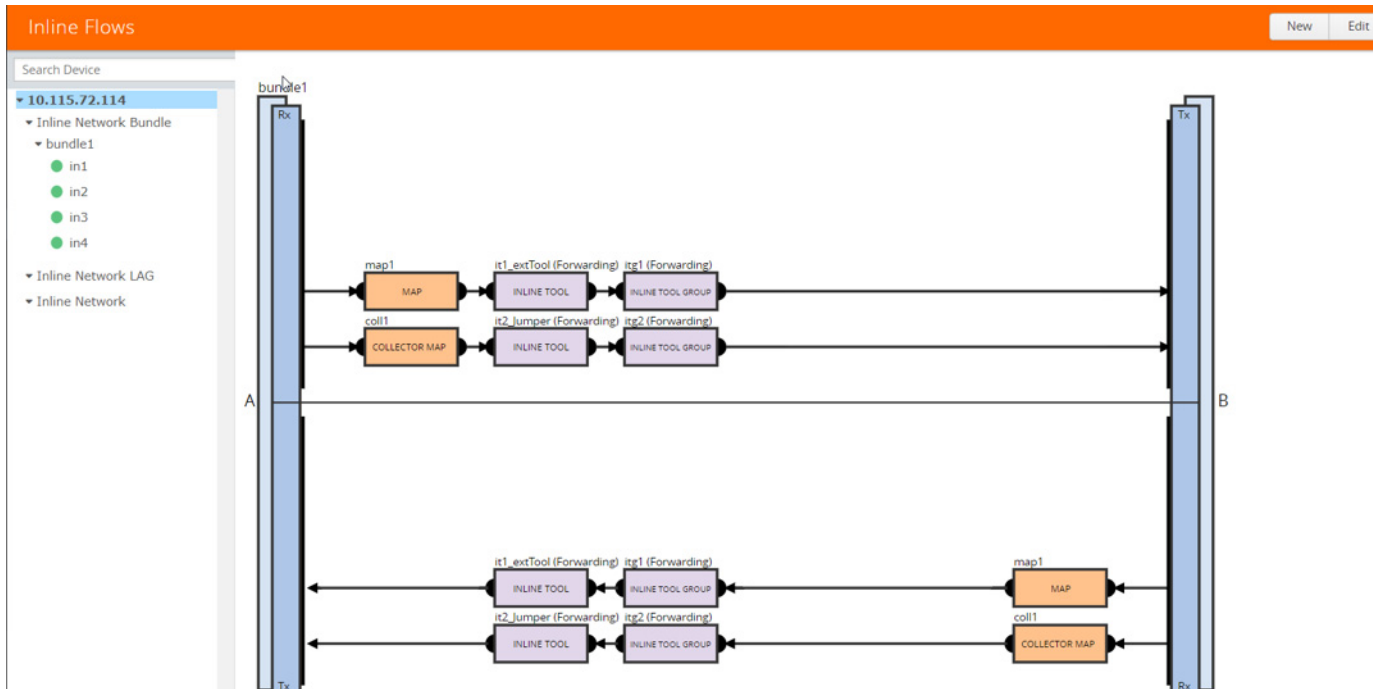 Inline Flows
New
Edit
Search Device
10.115.72.114
Inline Network Bundle
bundle1
in1
in2
in3
in4
Inline Network LAG
Inline Network
bundle1
Rx
Tx
map1
it1_extTool (Forwarding)
itg1 (Forwarding)
MAP
INLINE TOOL
INLINE TOOL GROUP
coll1
it2_Jumper (Forwarding)
itg2 (Forwarding)
COLLECTOR MAP
INLINE TOOL
INLINE TOOL GROUP
A
B
it1_extTool (Forwarding)
itg1 (Forwarding)
map1
INLINE TOOL
INLINE TOOL GROUP
MAP
it2_Jumper (Forwarding)
itg2 (Forwarding)
coll1
INLINE TOOL
INLINE TOOL GROUP
COLLECTOR MAP
Tx
Rx